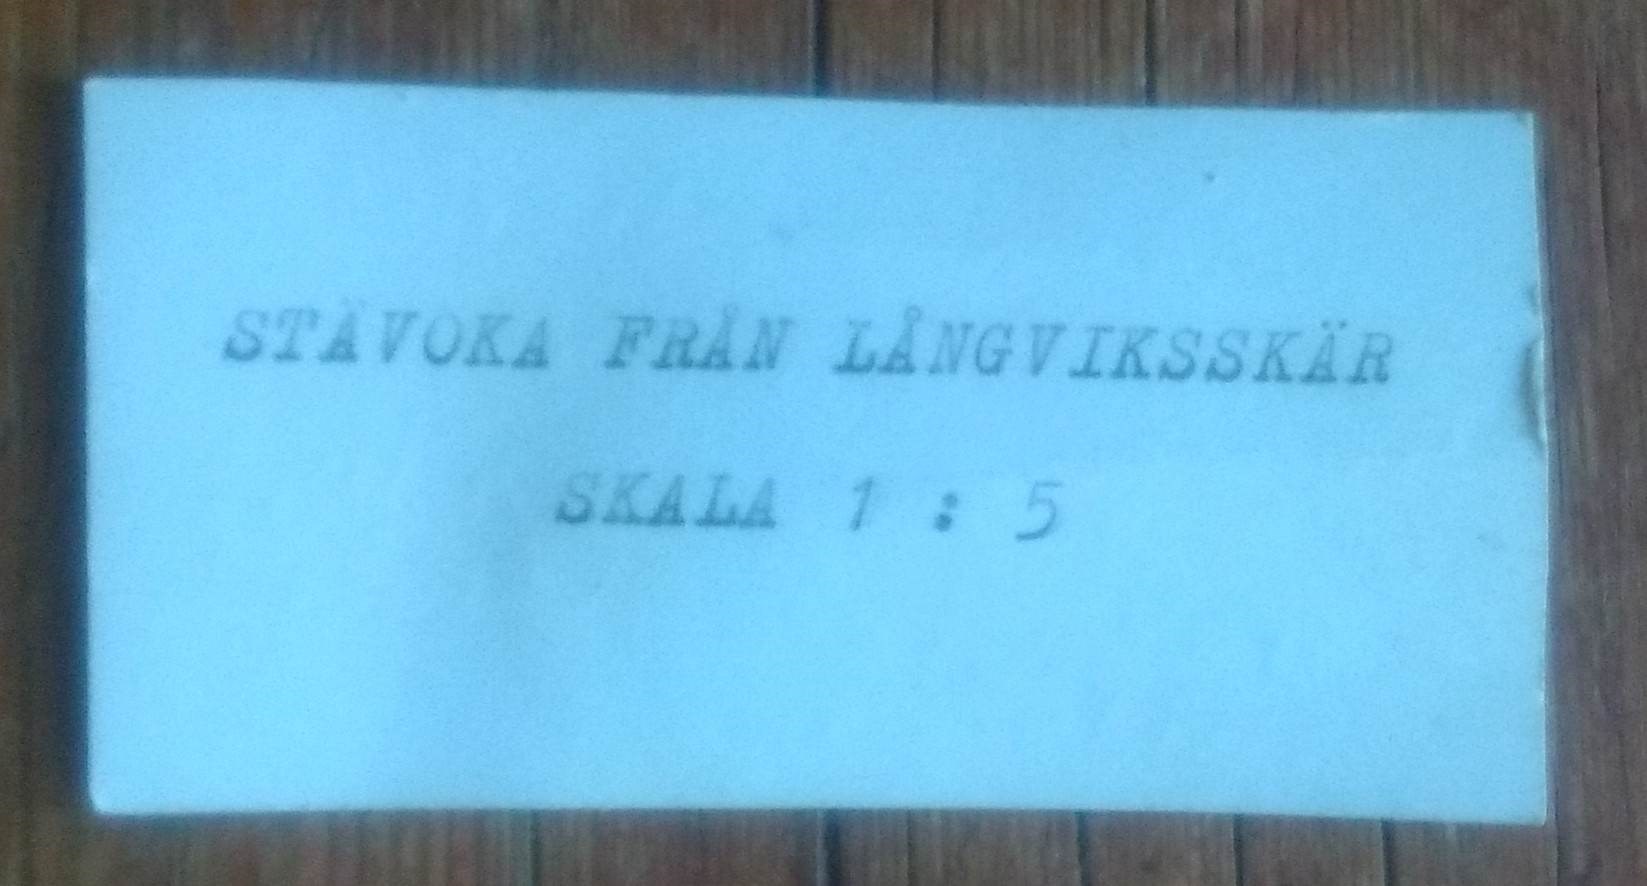 STÄVOKA FRÅN LÅNGVIKSSKÄR
SKALA 1 : 5